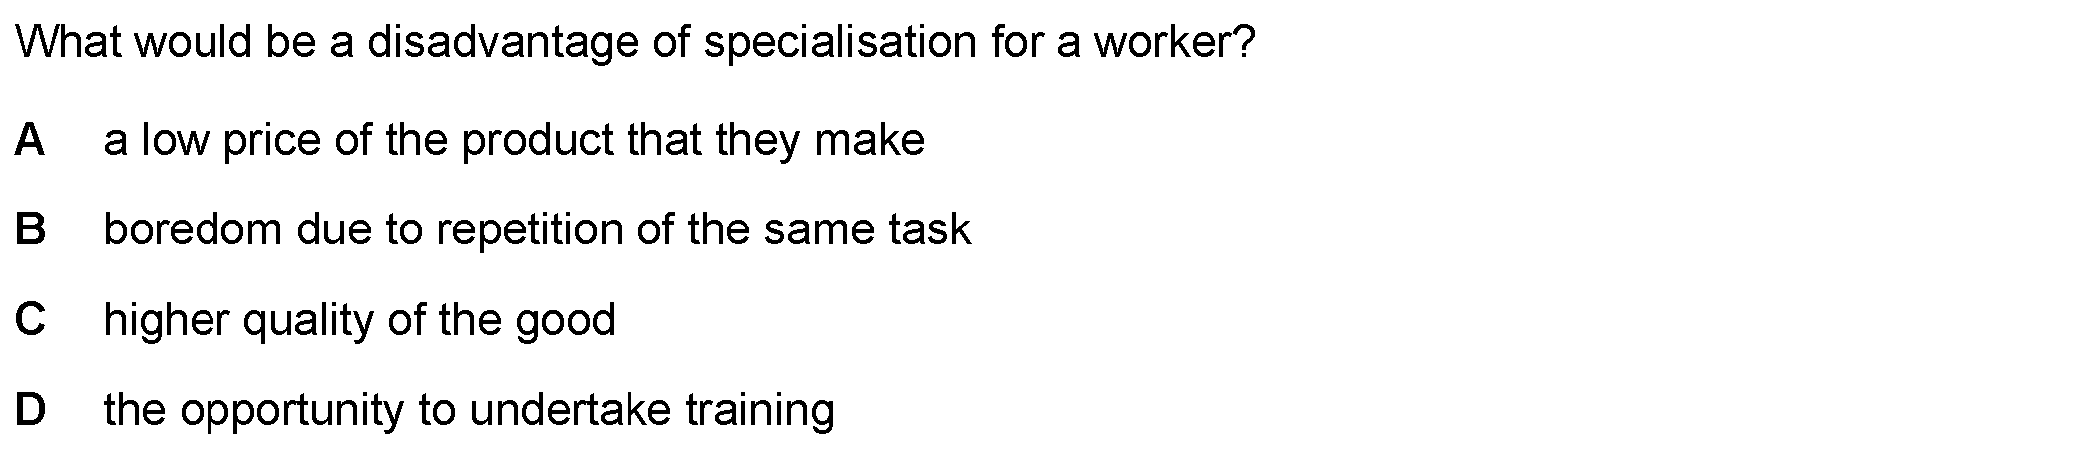 What would be a disadvantage of specialisation for a worker?
A a low price of the product that they make
B boredom due to repetition of the same task
C higher quality of the good
D the opportunity to undertake training